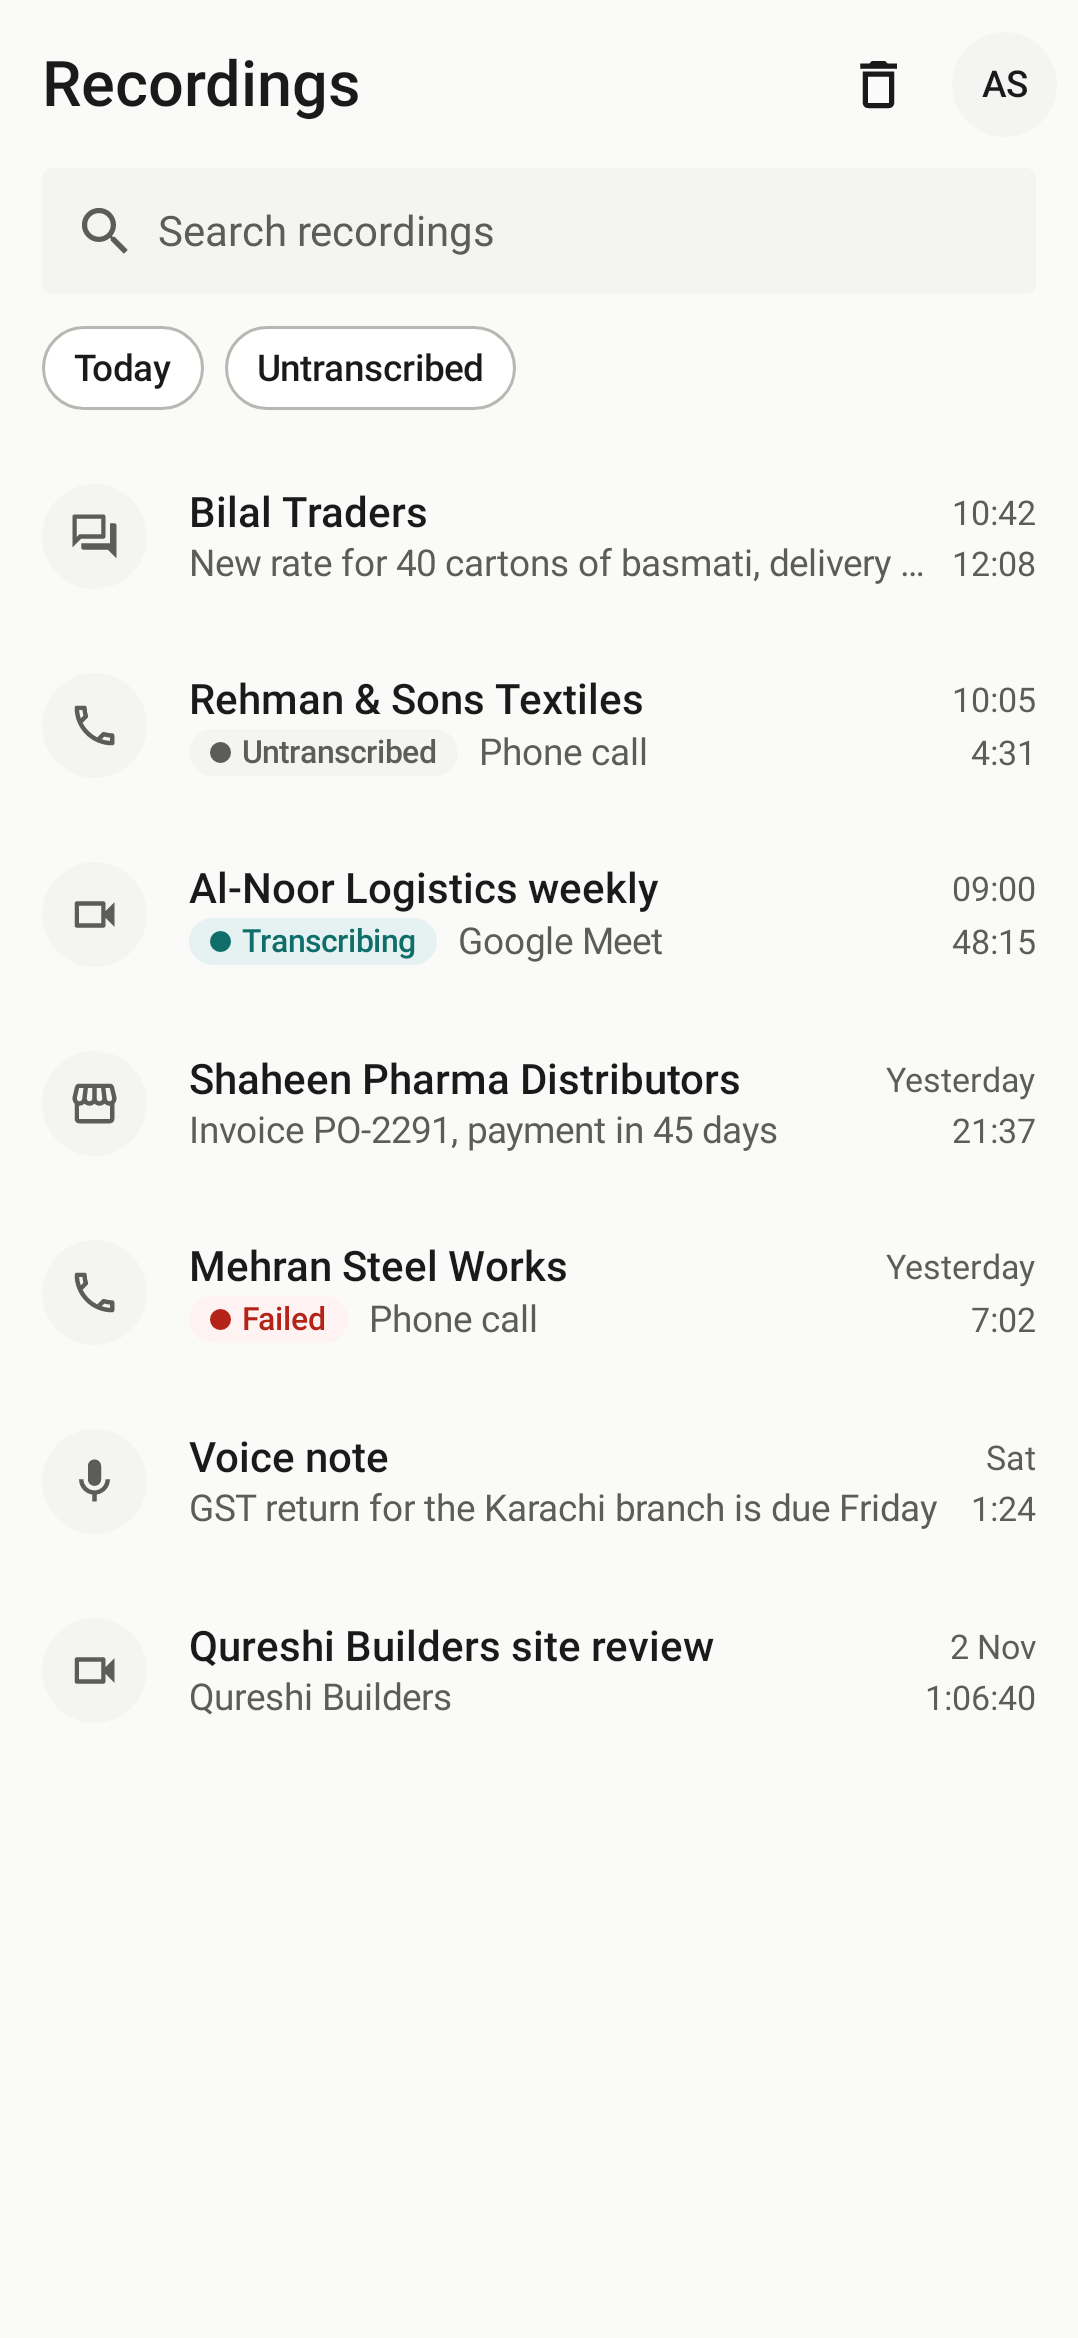 Recordings
AS
Search recordings
Today
Untranscribed
Bilal Traders
10:42
New rate for 40 cartons of basmati, delivery ...
12:08
Rehman & Sons Textiles
10:05
Untranscribed
Phone call
4:31
Al-Noor Logistics weekly
09:00
Transcribing
Google Meet
48:15
Shaheen Pharma Distributors
Yesterday
Invoice PO-2291, payment in 45 days
21:37
Mehran Steel Works
Yesterday
Failed
Phone call
7:02
Voice note
Sat
GST return for the Karachi branch is due Friday
1:24
Qureshi Builders site review
2 Nov
Qureshi Builders
1:06:40